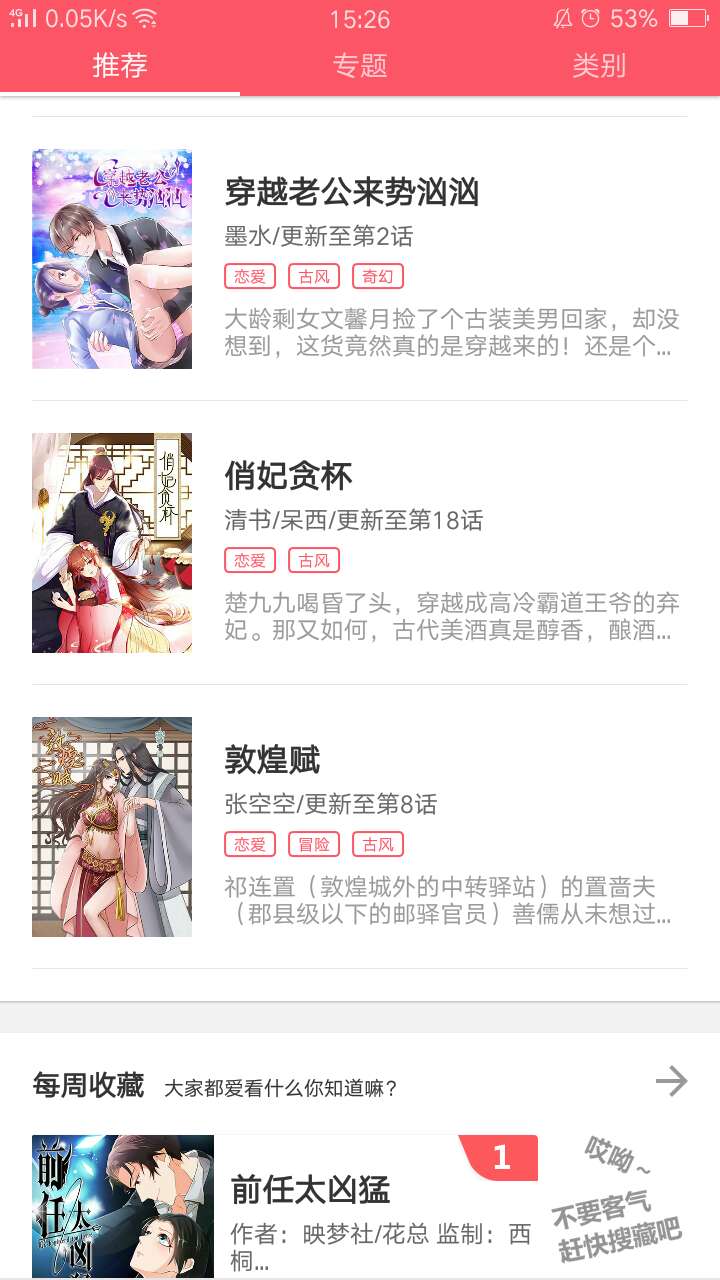 4G 0.05K/s 15:26 53%
推荐 专题 类别
穿越老公
来势汹汹
穿越老公来势汹汹
墨水/更新至第2话
恋爱 古风 奇幻
大龄剩女文馨月捡了个古装美男回家，却没
想到，这货竟然真的是穿越来的！还是个...
俏妃贪杯
俏妃贪杯
清书/呆西/更新至第18话
恋爱 古风
楚九九喝昏了头，穿越成高冷霸道王爷的弃
妃。那又如何，古代美酒真是醇香，酿酒...
敦煌赋
敦煌赋
张空空/更新至第8话
恋爱 冒险 古风
祁连置（敦煌城外的中转驿站）的置啬夫
（郡县级以下的邮驿官员）善儒从未想过...
每周收藏 大家都爱看什么你知道嘛？
前任太凶
1
前任太凶猛
作者：映梦社/花总 监制：西
桐...
哎呦~
不要客气
赶快搜藏吧